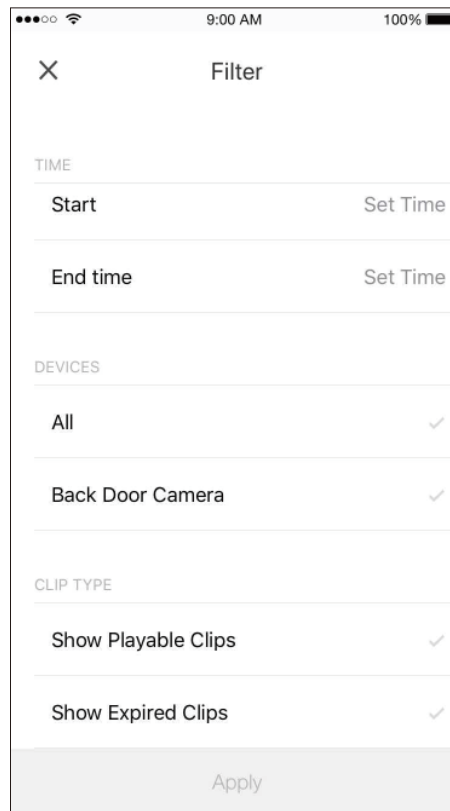 9:00 AM 100%
Filter
TIME
Start Set Time
End time Set Time
DEVICES
All
Back Door Camera
CLIP TYPE
Show Playable Clips
Show Expired Clips
Apply